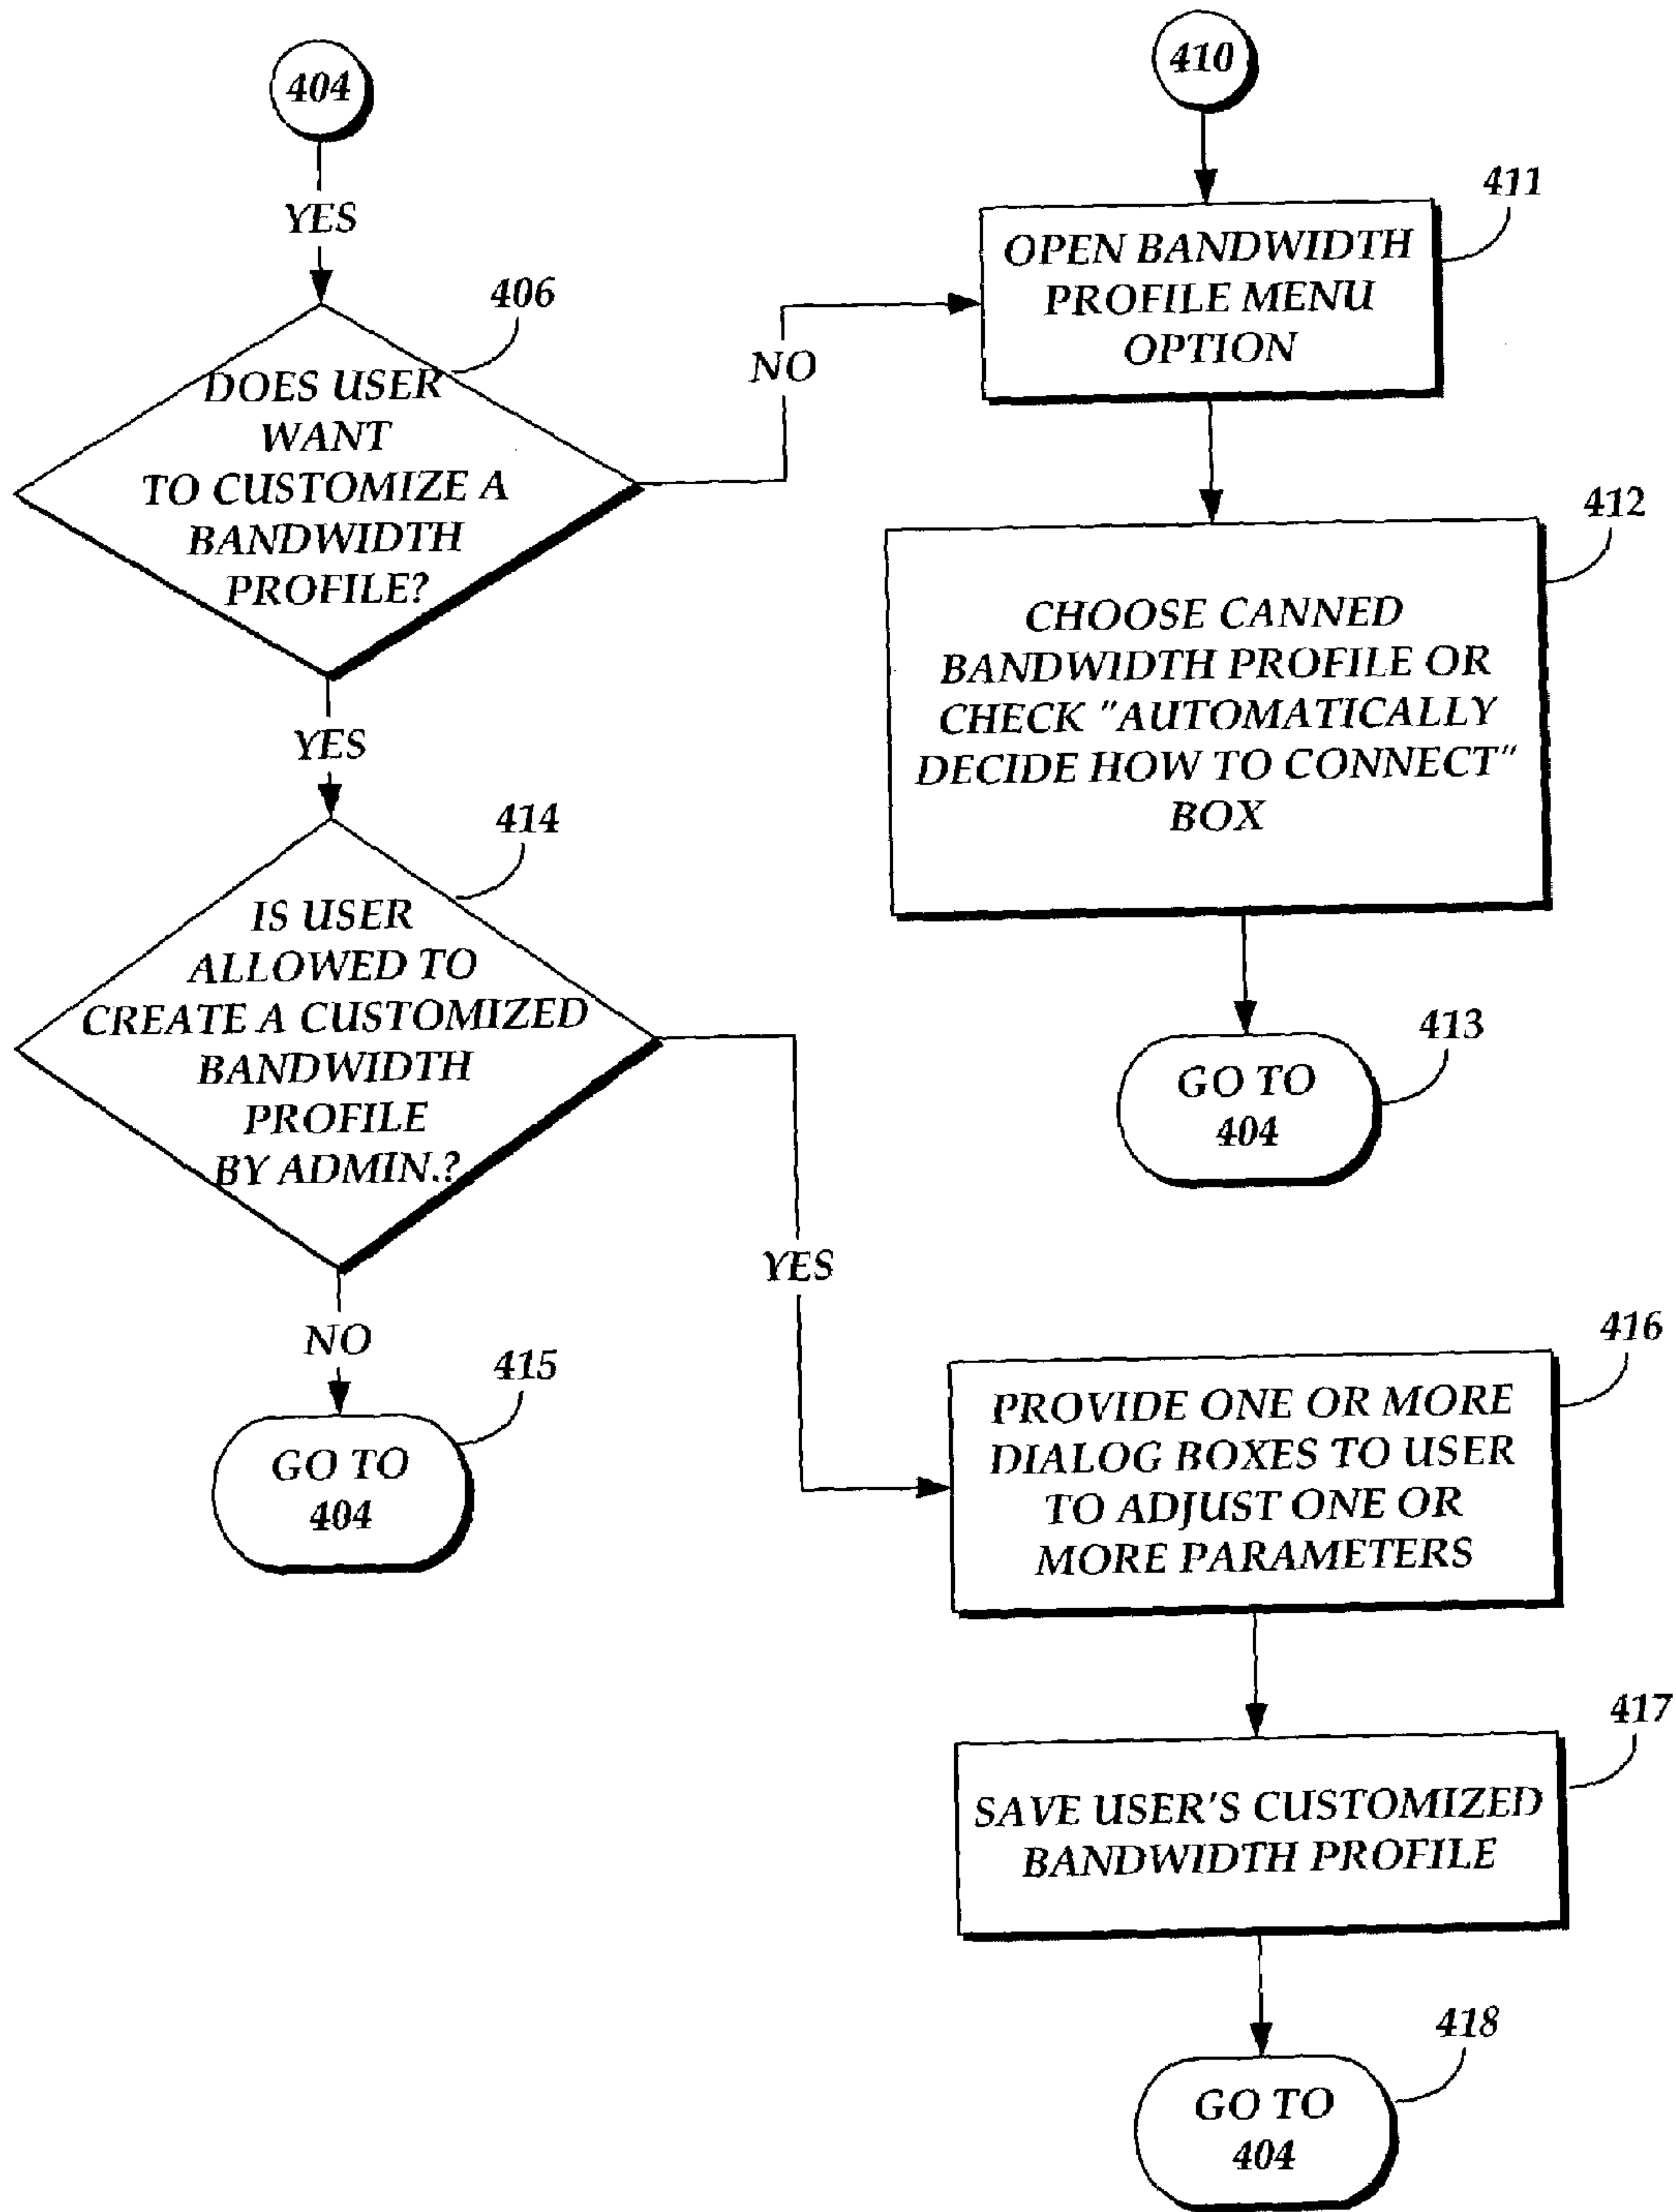 404
YES
406
DOES USER
WANT
TO CUSTOMIZE A
BANDWIDTH
PROFILE?
NO
YES
414
IS USER
ALLOWED TO
CREATE A CUSTOMIZED
BANDWIDTH
PROFILE
BY ADMIN.?
YES
NO
415
GO TO
404
410
411
OPEN BANDWIDTH
PROFILE MENU
OPTION
412
CHOOSE CANNED
BANDWIDTH PROFILE OR
CHECK "AUTOMATICALLY
DECIDE HOW TO CONNECT"
BOX
413
GO TO
404
416
PROVIDE ONE OR MORE
DIALOG BOXES TO USER
TO ADJUST ONE OR
MORE PARAMETERS
417
SAVE USER'S CUSTOMIZED
BANDWIDTH PROFILE
418
GO TO
404